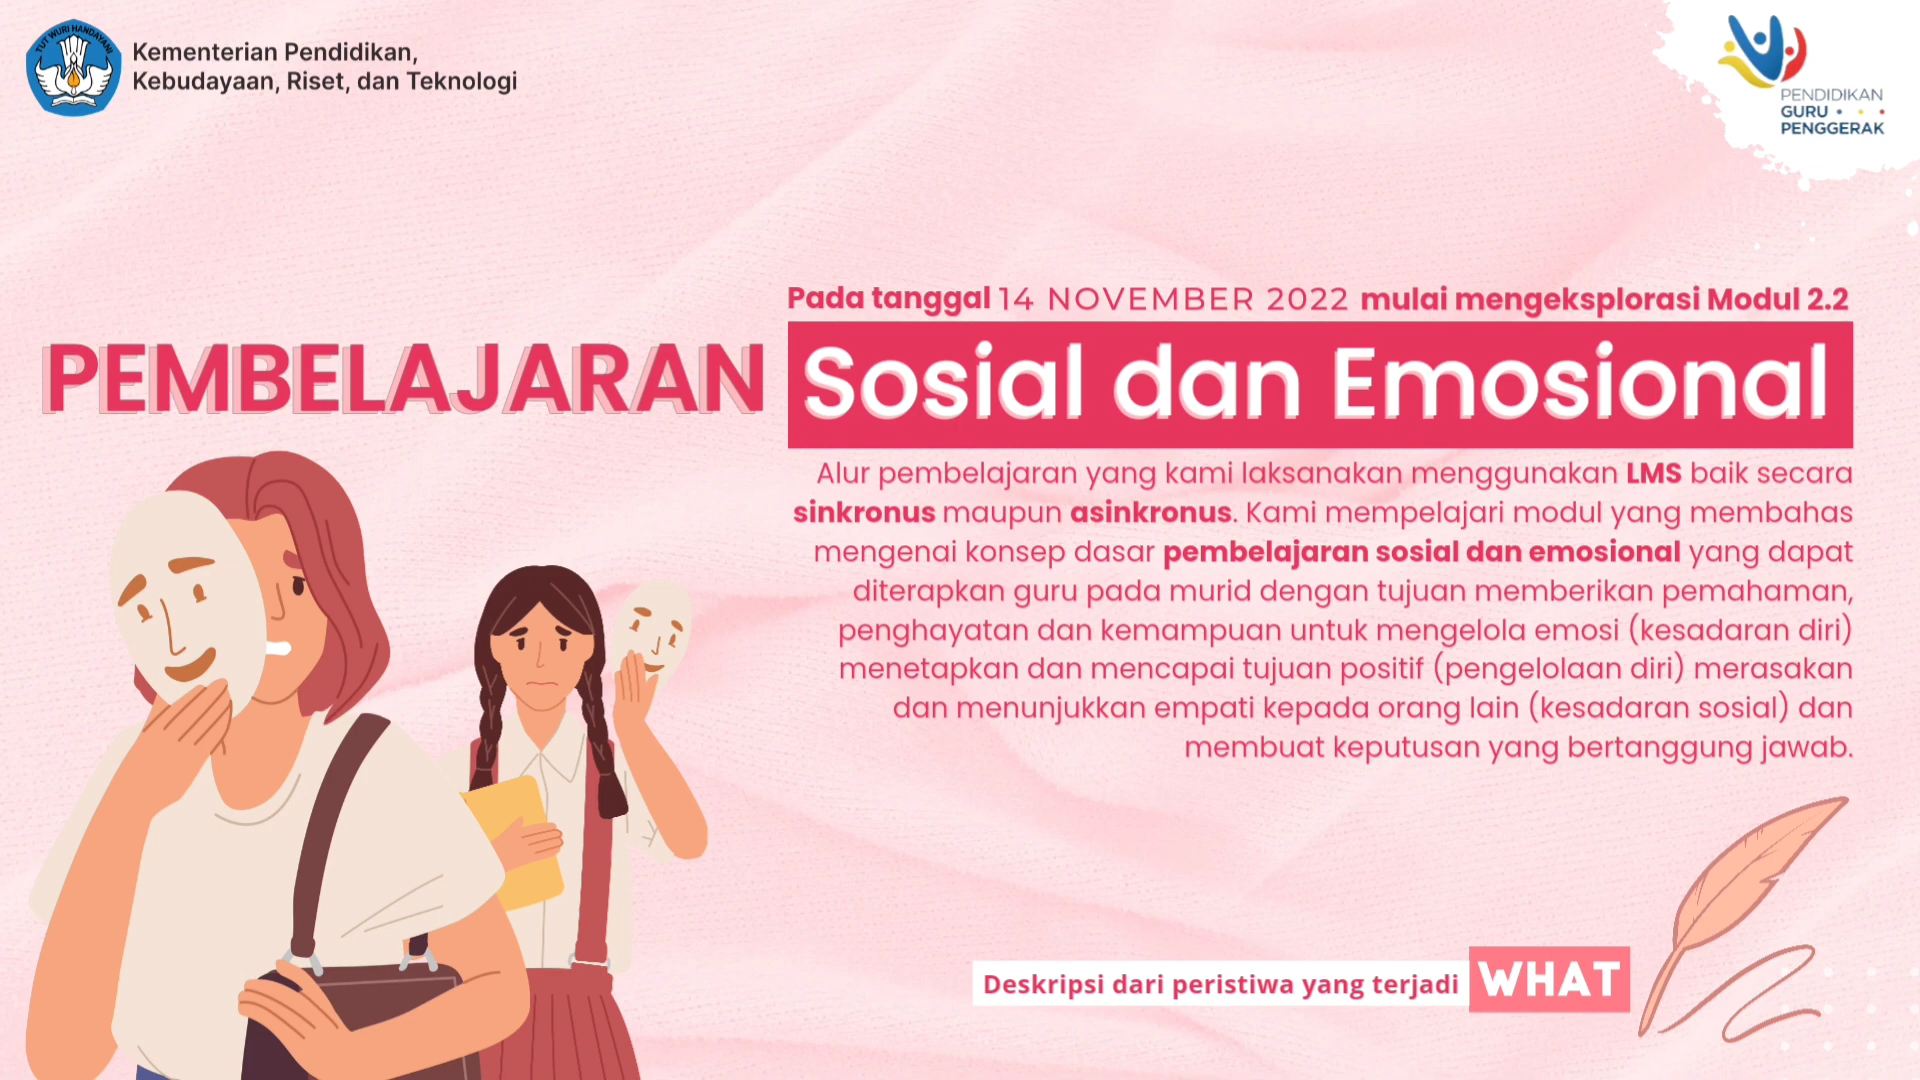 TUT WURI HANDAYANI
Kementerian Pendidikan,
Kebudayaan, Riset, dan Teknologi
PENDIDIKAN
GURU
PENGGERAK
Pada tanggal 14 NOVEMBER 2022 mulai mengeksplorasi Modul 2.2
PEMBELAJARAN Sosial dan Emosional
Alur pembelajaran yang kami laksanakan menggunakan LMS baik secara
sinkronus maupun asinkronus. Kami mempelajari modul yang membahas
mengenai konsep dasar pembelajaran sosial dan emosional yang dapat
diterapkan guru pada murid dengan tujuan memberikan pemahaman,
penghayatan dan kemampuan untuk mengelola emosi (kesadaran diri)
menetapkan dan mencapai tujuan positif (pengelolaan diri) merasakan
dan menunjukkan empati kepada orang lain (kesadaran sosial) dan
membuat keputusan yang bertanggung jawab.
Deskripsi dari peristiwa yang terjadi WHAT